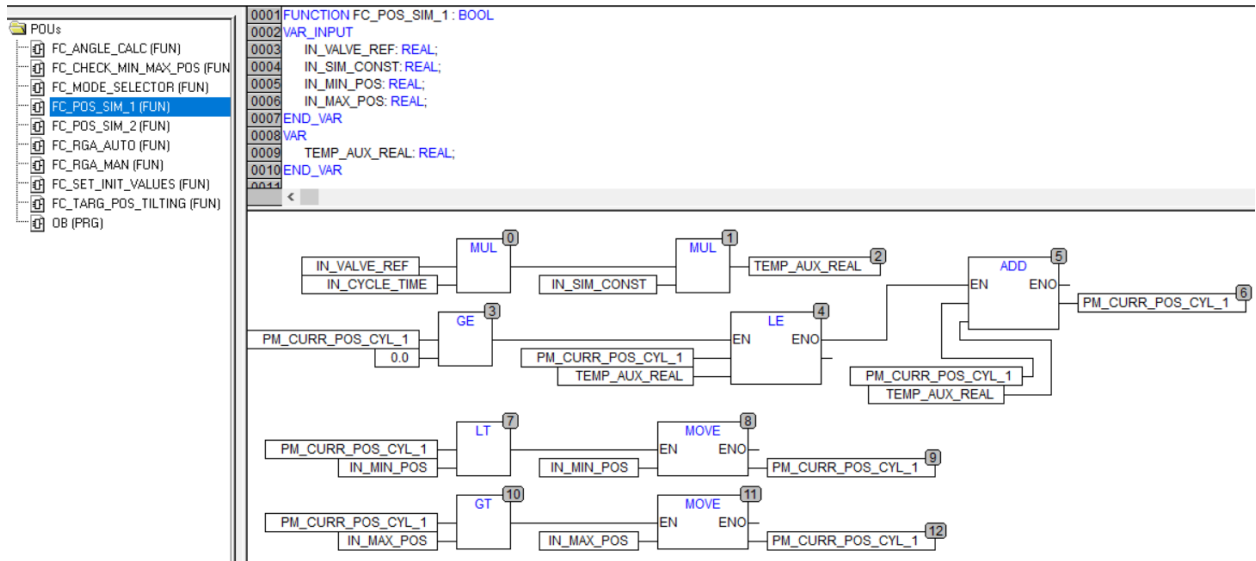 POUs
FC_ANGLE_CALC (FUN)
FC_CHECK_MIN_MAX_POS (FUN
FC_MODE_SELECTOR (FUN)
FC_POS_SIM_1 (FUN)
FC_POS_SIM_2 (FUN)
FC_RGA_AUTO (FUN)
FC_RGA_MAN (FUN)
FC_SET_INIT_VALUES (FUN)
FC_TARG_POS_TILTING (FUN)
OB (PRG)
0001 FUNCTION FC_POS_SIM_1 : BOOL
0002 VAR_INPUT
0003 IN_VALVE_REF: REAL;
0004 IN_SIM_CONST: REAL;
0005 IN_MIN_POS: REAL;
0006 IN_MAX_POS: REAL;
0007 END_VAR
0008 VAR
0009 TEMP_AUX_REAL: REAL;
0010 END_VAR
0011
<
0 1
MUL MUL 2 5
IN_VALVE_REF TEMP_AUX_REAL ADD
IN_CYCLE_TIME IN_SIM_CONST EN ENO 6
3 4 PM_CURR_POS_CYL_1
GE LE
PM_CURR_POS_CYL_1 EN ENO
0.0 PM_CURR_POS_CYL_1
TEMP_AUX_REAL PM_CURR_POS_CYL_1
TEMP_AUX_REAL
7 8
LT MOVE
PM_CURR_POS_CYL_1 EN ENO 9
IN_MIN_POS IN_MIN_POS PM_CURR_POS_CYL_1
10 11
GT MOVE
PM_CURR_POS_CYL_1 EN ENO 12
IN_MAX_POS IN_MAX_POS PM_CURR_POS_CYL_1